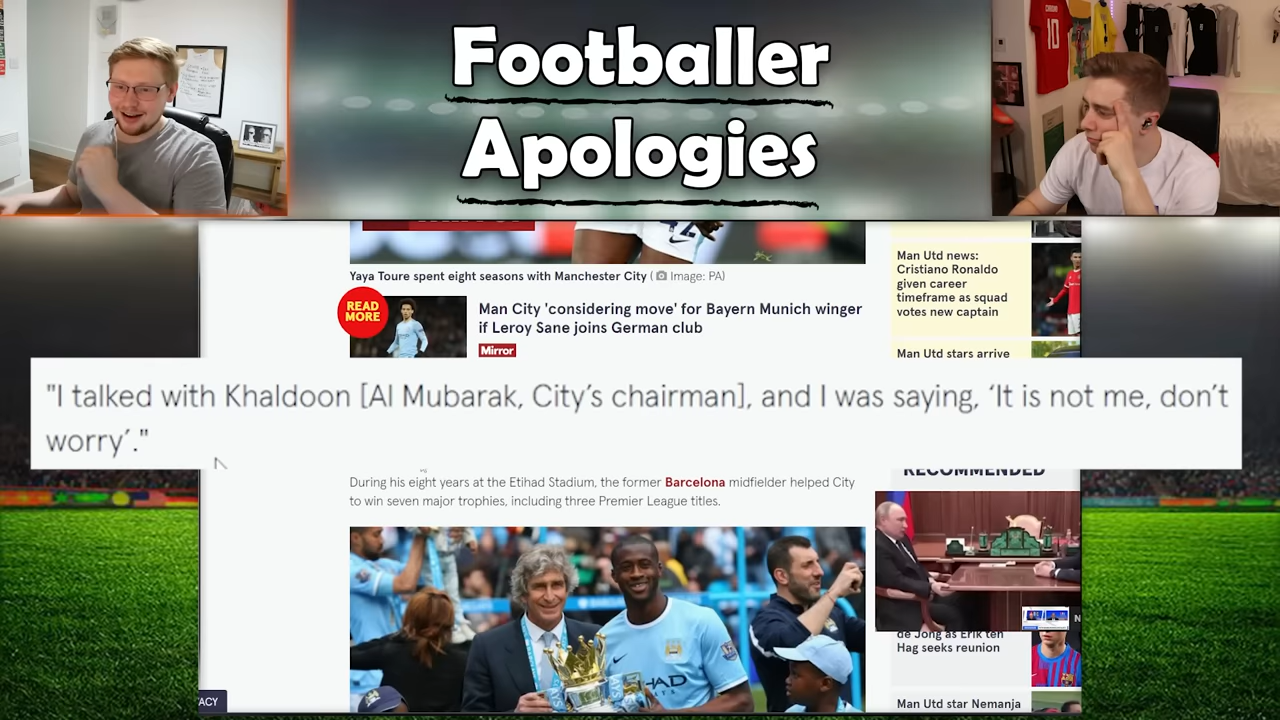 Footballer
Apologies
10
Yaya Toure spent eight seasons with Manchester City ( Image: PA)
READ
MORE
Man City 'considering move' for Bayern Munich winger
if Leroy Sane joins German club
Mirror
Man Utd news:
Cristiano Ronaldo
given career
timeframe as squad
votes new captain
Man Utd stars arrive
"I talked with Khaldoon [Al Mubarak, City's chairman], and I was saying, 'It is not me, don't
worry'."
RECOMMENDED
During his eight years at the Etihad Stadium, the former Barcelona midfielder helped City
to win seven major trophies, including three Premier League titles.
de Jong as Erik ten
Hag seeks reunion
Man Utd star Nemanja